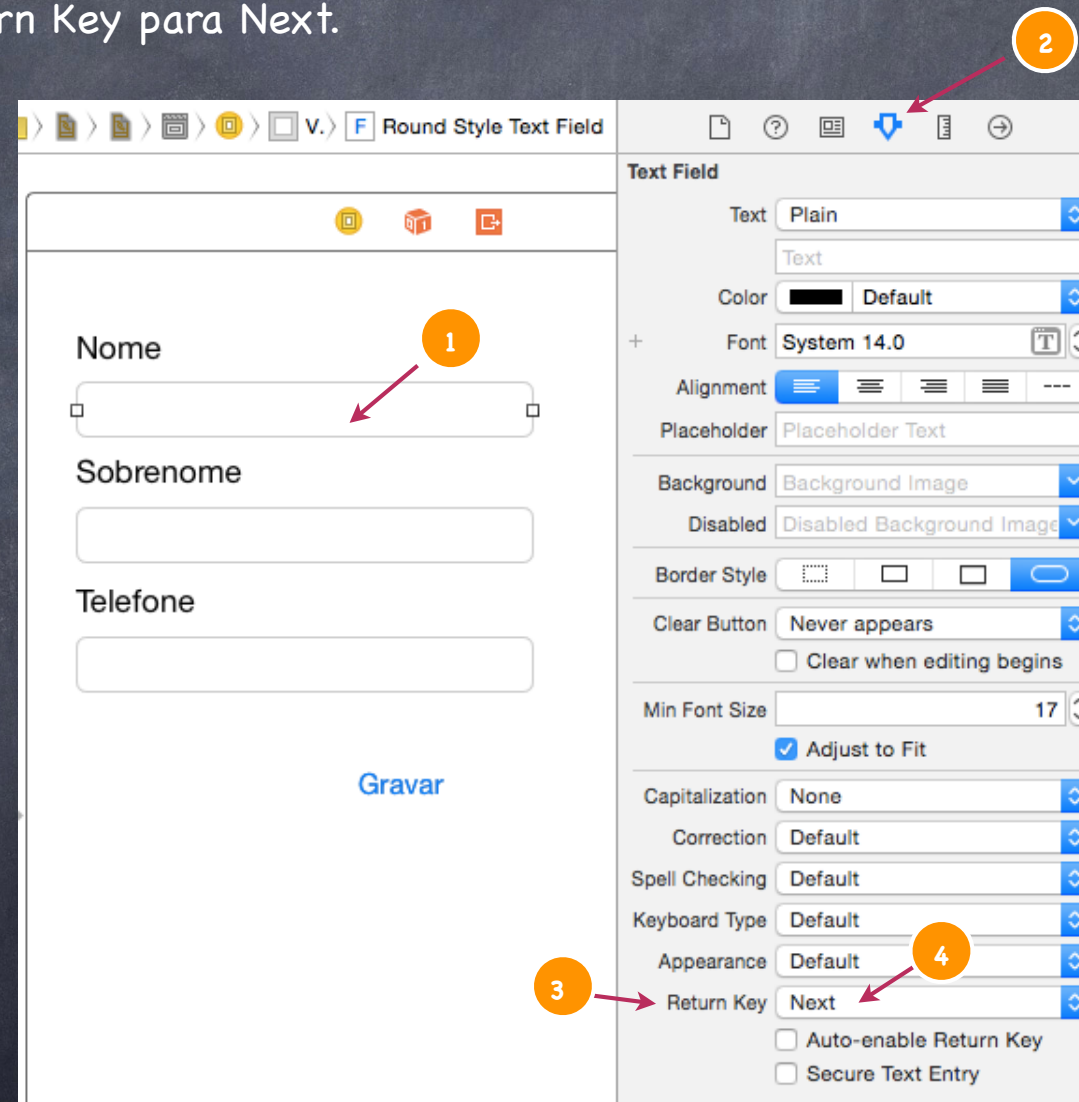 rn Key para Next.
2
V. F Round Style Text Field
Text Field
Text Plain
Text
Color Default
Nome
1
+ Font System 14.0 T
Alignment ---
Placeholder Placeholder Text
Sobrenome
Background Background Image
Disabled Disabled Background Image
Border Style
Telefone
Clear Button Never appears
Clear when editing begins
Min Font Size 17
Adjust to Fit
Gravar
Capitalization None
Correction Default
Spell Checking Default
Keyboard Type Default
4
Appearance Default
3
Return Key Next
Auto-enable Return Key
Secure Text Entry